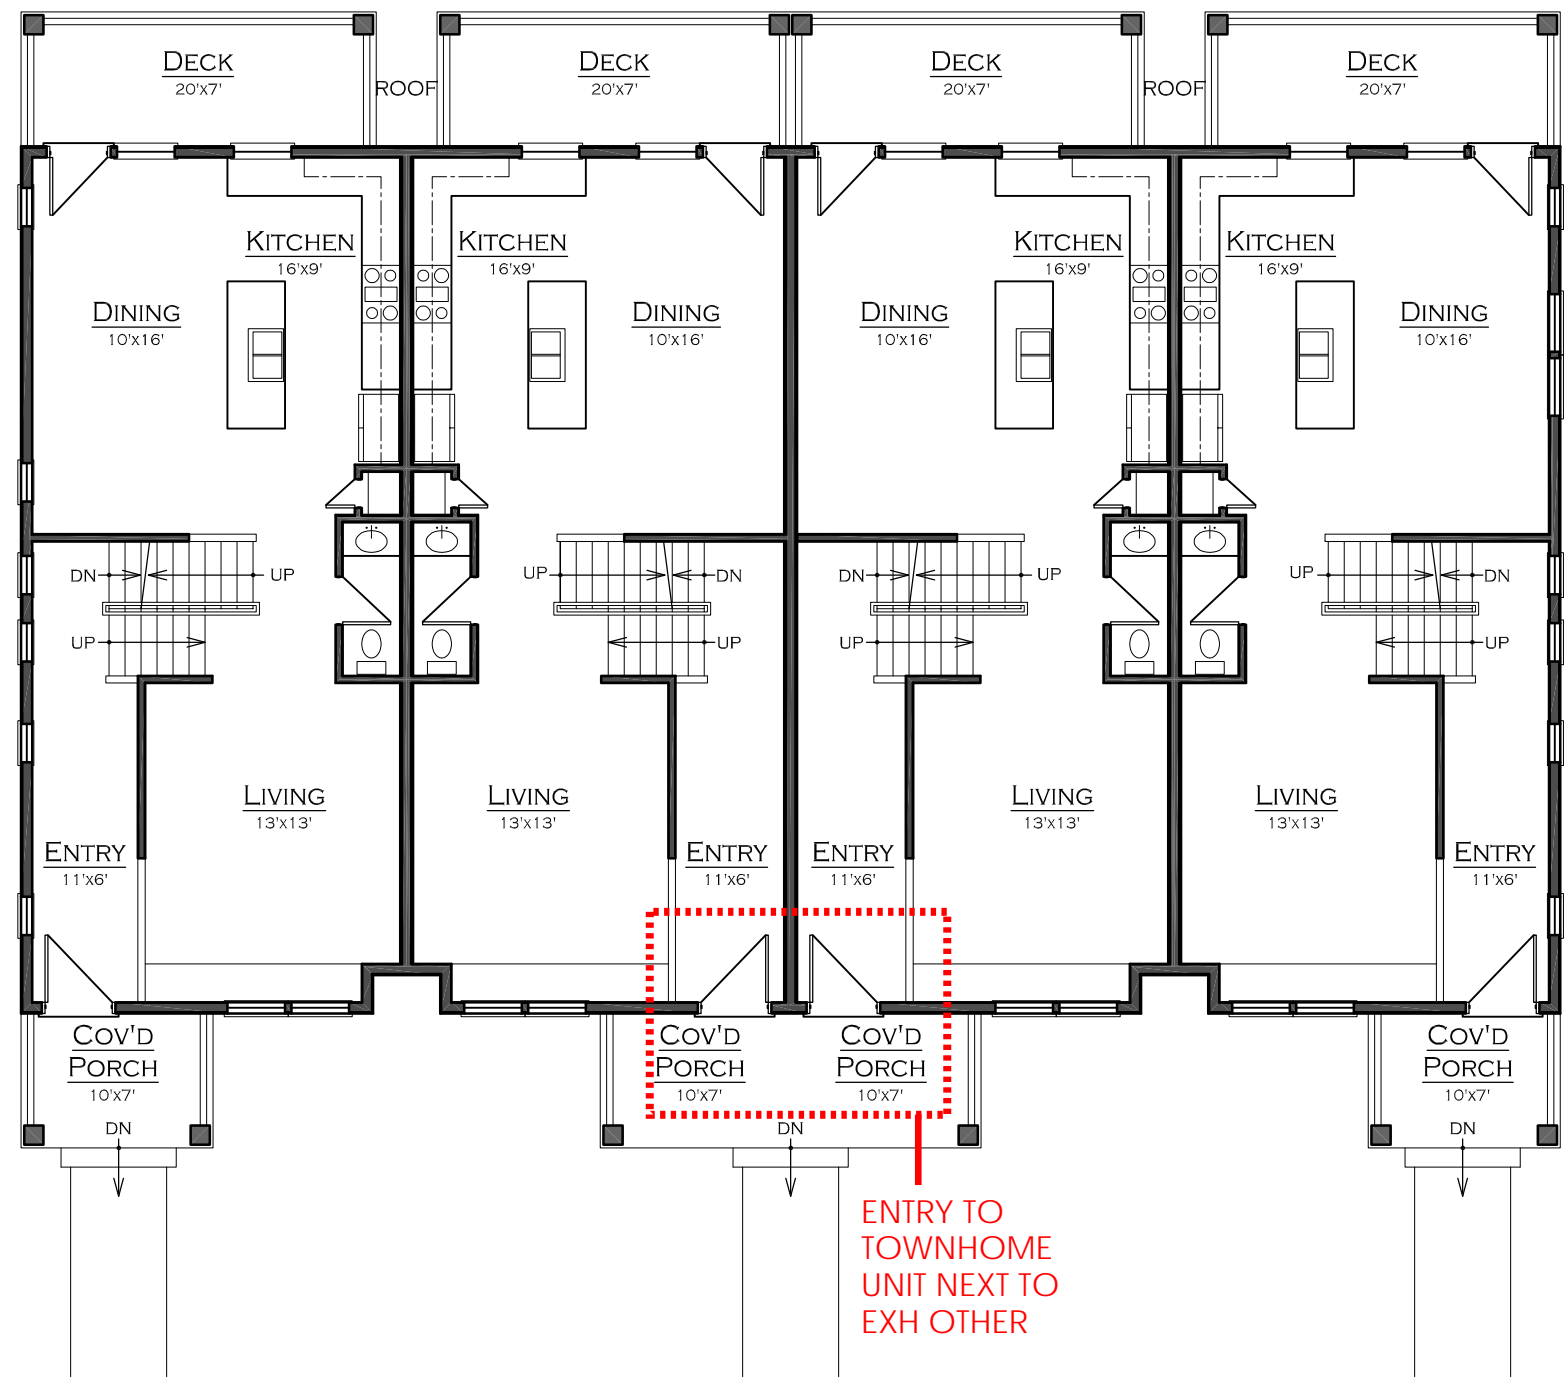 DECK
20'x7'
DECK
20'x7'
DECK
20'x7'
DECK
20'x7'
ROOF
ROOF
KITCHEN
16'x9'
KITCHEN
16'x9'
KITCHEN
16'x9'
KITCHEN
16'x9'
DINING
10'x16'
DINING
10'x16'
DINING
10'x16'
DINING
10'x16'
DN
UP
UP
DN
DN
UP
UP
DN
UP
UP
UP
UP
LIVING
13'x13'
LIVING
13'x13'
LIVING
13'x13'
LIVING
13'x13'
ENTRY
11'x6'
ENTRY
11'x6'
ENTRY
11'x6'
ENTRY
11'x6'
COV'D
PORCH
10'x7'
COV'D
PORCH
10'x7'
COV'D
PORCH
10'x7'
COV'D
PORCH
10'x7'
DN
DN
DN
ENTRY TO
TOWNHOME
UNIT NEXT TO
EXH OTHER